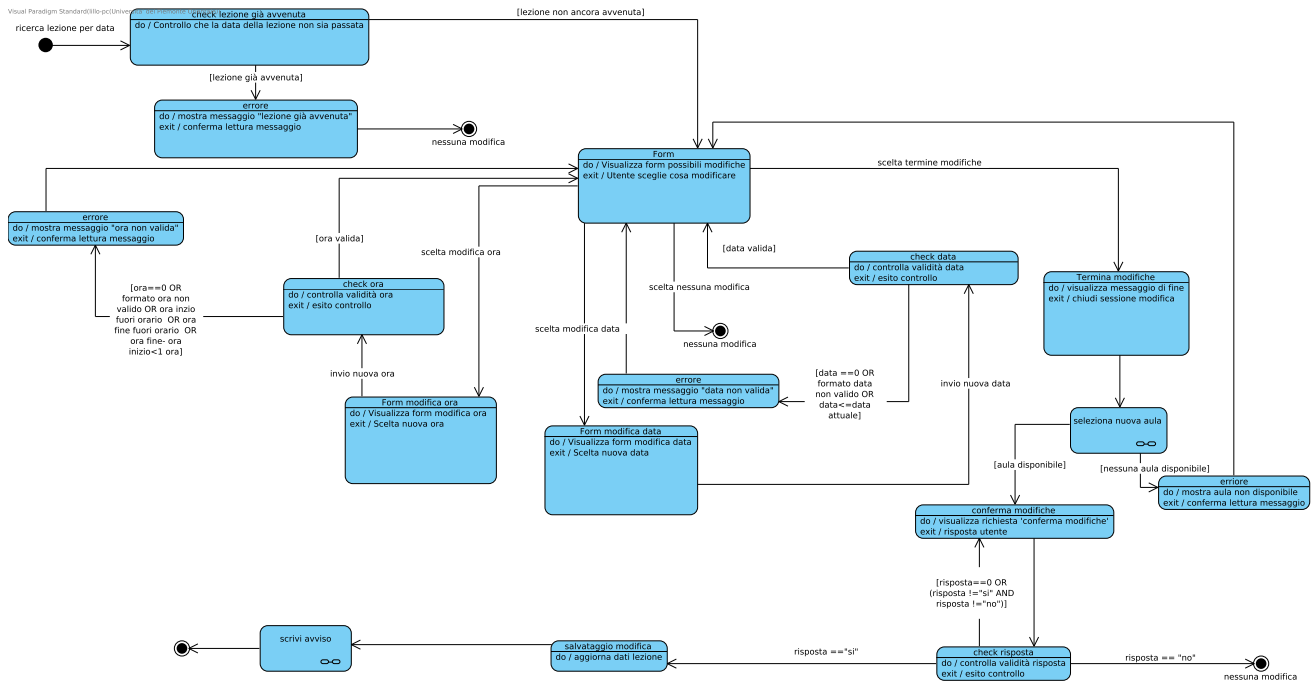 Visual Paradigm Standard(lillo-pc(Università del Piemonte
check lezione già avvenuta
do / Controllo che la data della lezione non sia passata
[lezione non ancora avvenuta]
ricerca lezione per data
[lezione già avvenuta]
errore
do / mostra messaggio "lezione già avvenuta"
exit / conferma lettura messaggio
nessuna modifica
Form
do / Visualizza form possibili modifiche
exit / Utente sceglie cosa modificare
scelta termine modifiche
errore
do / mostra messaggio "ora non valida"
exit / conferma lettura messaggio
[ora valida]
scelta modifica ora
[data valida]
check data
do / controlla validità data
exit / esito controllo
Termina modifiche
do / visualizza messaggio di fine
exit / chiudi sessione modifica
check ora
do / controlla validità ora
exit / esito controllo
[ora==0 OR
formato ora non
valido OR ora inzio
fuori orario OR ora
fine fuori orario OR
ora fine- ora
inizio<1 ora]
scelta nessuna modifica
scelta modifica data
nessuna modifica
invio nuova ora
errore
do / mostra messaggio "data non valida"
exit / conferma lettura messaggio
[data ==0 OR
formato data
non valido OR
data<=data
attuale]
invio nuova data
Form modifica ora
do / Visualizza form modifica ora
exit / Scelta nuova ora
Form modifica data
do / Visualizza form modifica data
exit / Scelta nuova data
seleziona nuova aula
[aula disponibile]
[nessuna aula disponibile]
erriore
do / mostra aula non disponibile
exit / conferma lettura messaggio
conferma modifiche
do / visualizza richiesta 'conferma modifiche'
exit / risposta utente
[risposta==0 OR
(risposta !="si" AND
risposta !="no")]
scrivi avviso
salvataggio modifica
do / aggiorna dati lezione
risposta =="si"
check risposta
do / controlla validità risposta
exit / esito controllo
risposta == "no"
nessuna modifica